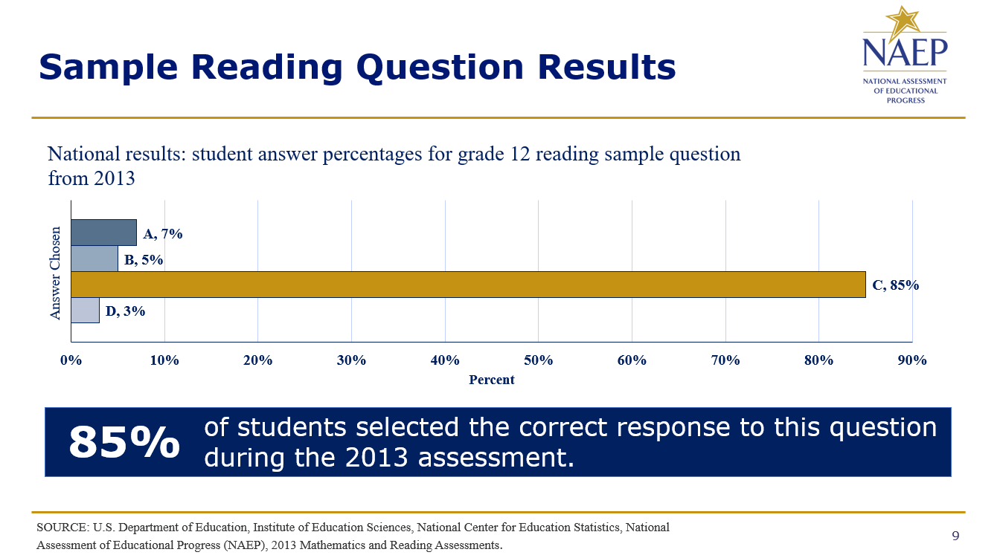 NAEP
NATIONAL ASSESSMENT
OF EDUCATIONAL
PROGRESS
Sample Reading Question Results
National results: student answer percentages for grade 12 reading sample question
from 2013
Answer Chosen
A, 7%
B, 5%
C, 85%
D, 3%
0% 10% 20% 30% 40% 50% 60% 70% 80% 90%
Percent
85%
of students selected the correct response to this question
during the 2013 assessment.
SOURCE: U.S. Department of Education, Institute of Education Sciences, National Center for Education Statistics, National
Assessment of Educational Progress (NAEP), 2013 Mathematics and Reading Assessments.
9